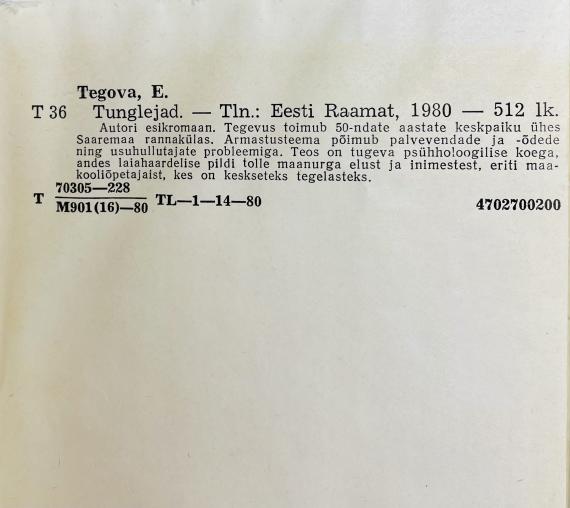 Tegova, E.
T 36 Tunglejad. — Tln.: Eesti Raamat, 1980 — 512 lk.
Autori esikromaan. Tegevus toimub 50-ndate aastate keskpaiku ühes
Saaremaa rannakülas. Armastusteema põimub palvevendade ja -õdede
ning usuhullutajate probleemiga. Teos on tugeva psühholoogilise koega,
andes laiahaardelise pildi tolle maanurga elust ja inimestest, eriti maa-
kooliõpetajaist, kes on keskseteks tegelasteks.
70305—228
T M901(16)—80 TL—1—14—80 4702700200